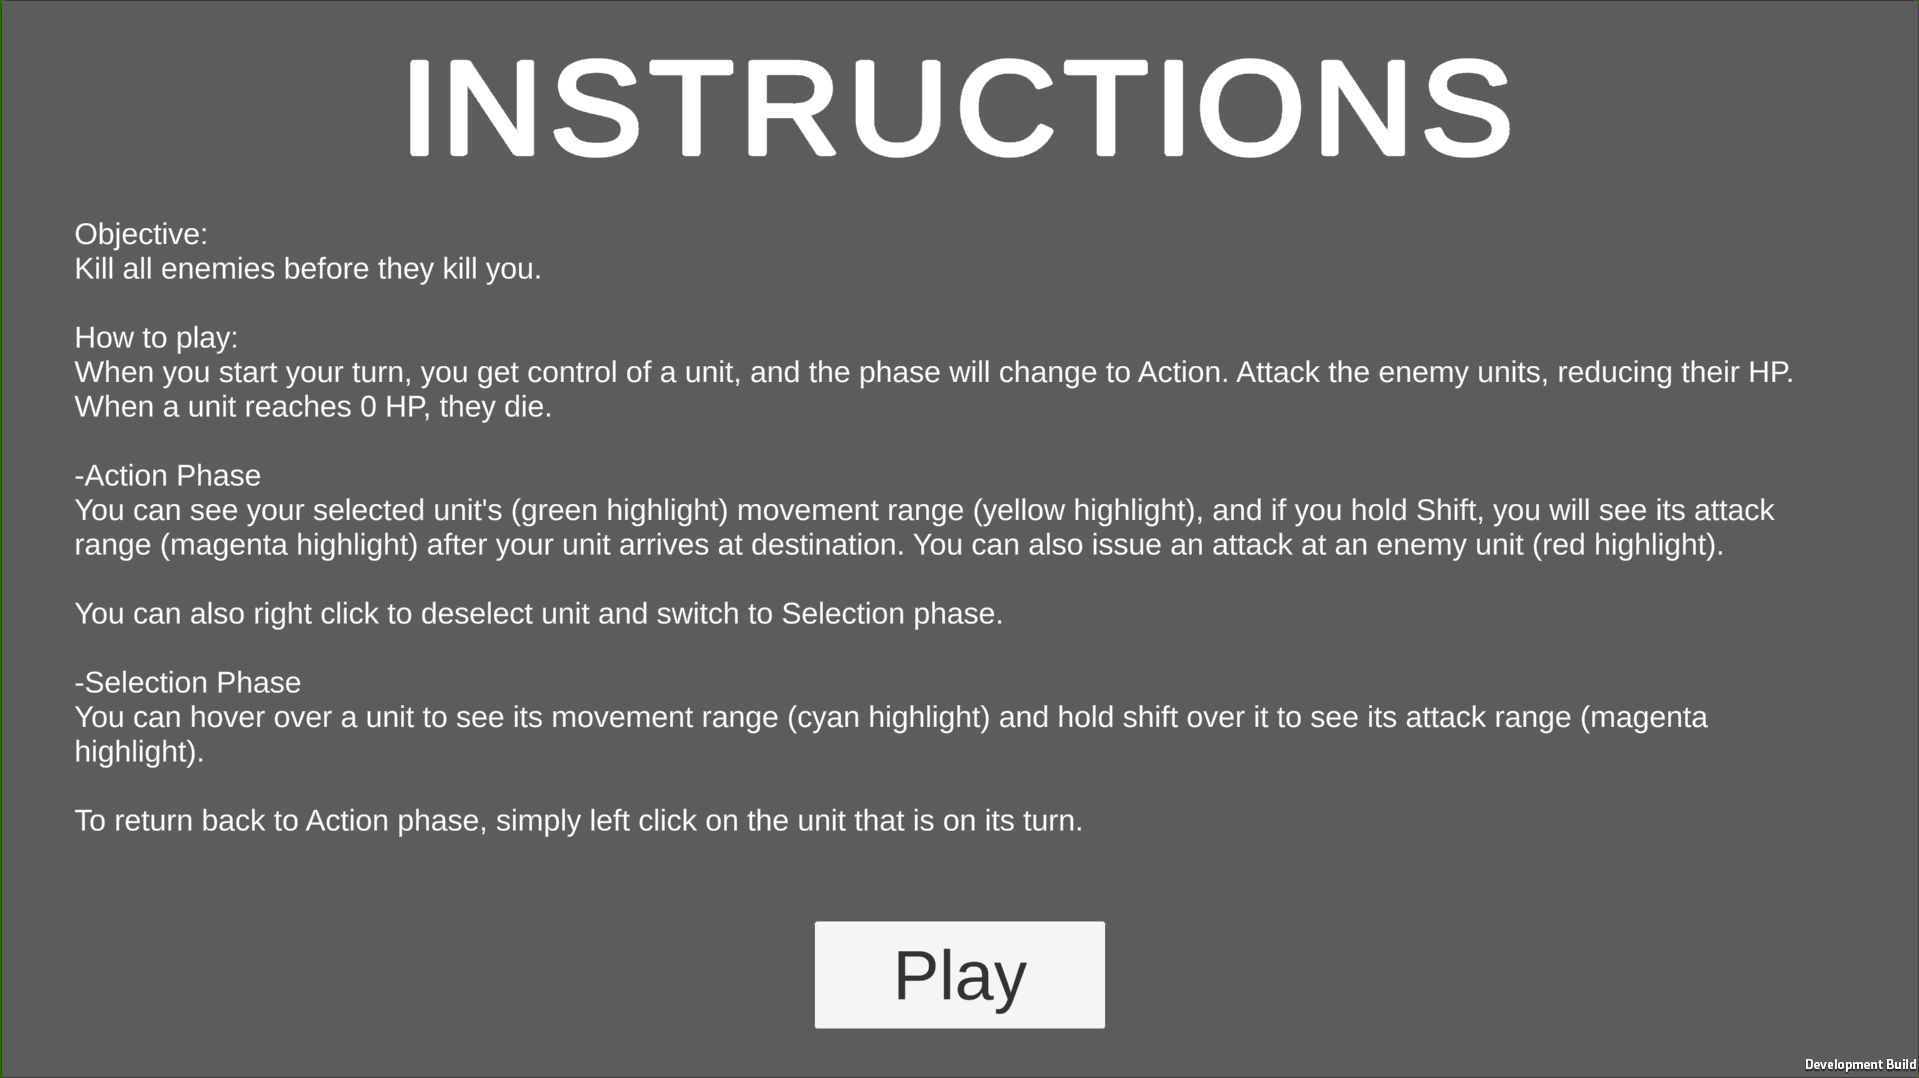 INSTRUCTIONS
Objective:
Kill all enemies before they kill you.
How to play:
When you start your turn, you get control of a unit, and the phase will change to Action. Attack the enemy units, reducing their HP.
When a unit reaches 0 HP, they die.
-Action Phase
You can see your selected unit's (green highlight) movement range (yellow highlight), and if you hold Shift, you will see its attack
range (magenta highlight) after your unit arrives at destination. You can also issue an attack at an enemy unit (red highlight).
You can also right click to deselect unit and switch to Selection phase.
-Selection Phase
You can hover over a unit to see its movement range (cyan highlight) and hold shift over it to see its attack range (magenta
highlight).
To return back to Action phase, simply left click on the unit that is on its turn.
Play
Development Build